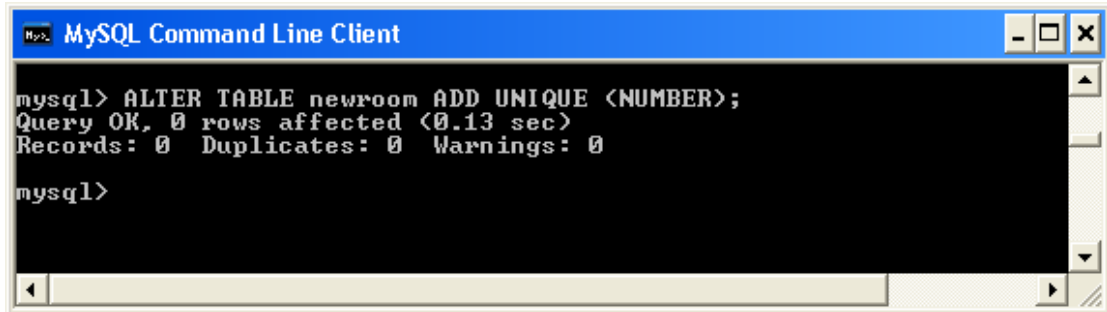 MySQL Command Line Client
mysql> ALTER TABLE newroom ADD UNIQUE (NUMBER);
Query OK, 0 rows affected (0.13 sec)
Records: 0  Duplicates: 0  Warnings: 0
mysql>